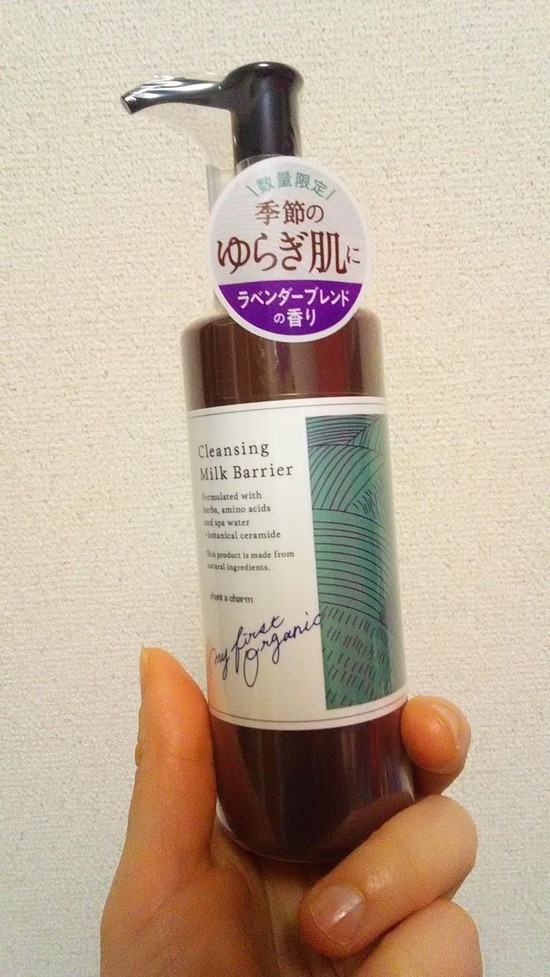 数量限定
季節の
ゆらぎ肌に
ラベンダーブレンド
の香り
Cleansing
Milk Barrier
Formulated with
herbs, amino acids
and spa water
+botanical ceramide
This product is made from
natural ingredients.
chant a charm
my first
Organic